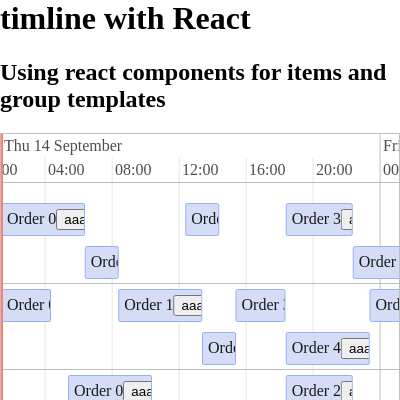 timline with React
Using react components for items and
group templates
Thu 14 September Fri
00 04:00 08:00 12:00 16:00 20:00 00
Order 0 aaa Orde Order 3 a
Orde Order
Order Order 1 aaa Order Ord
Orde Order 4 aaa
Order 0 aaa Order 2 a